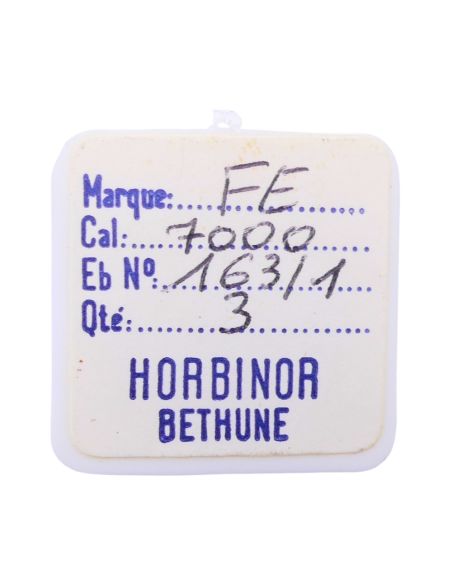 Marque: FE
Cal: 7000
Eb Nº: 163/1
Qté: 3
HORBINOR
BETHUNE